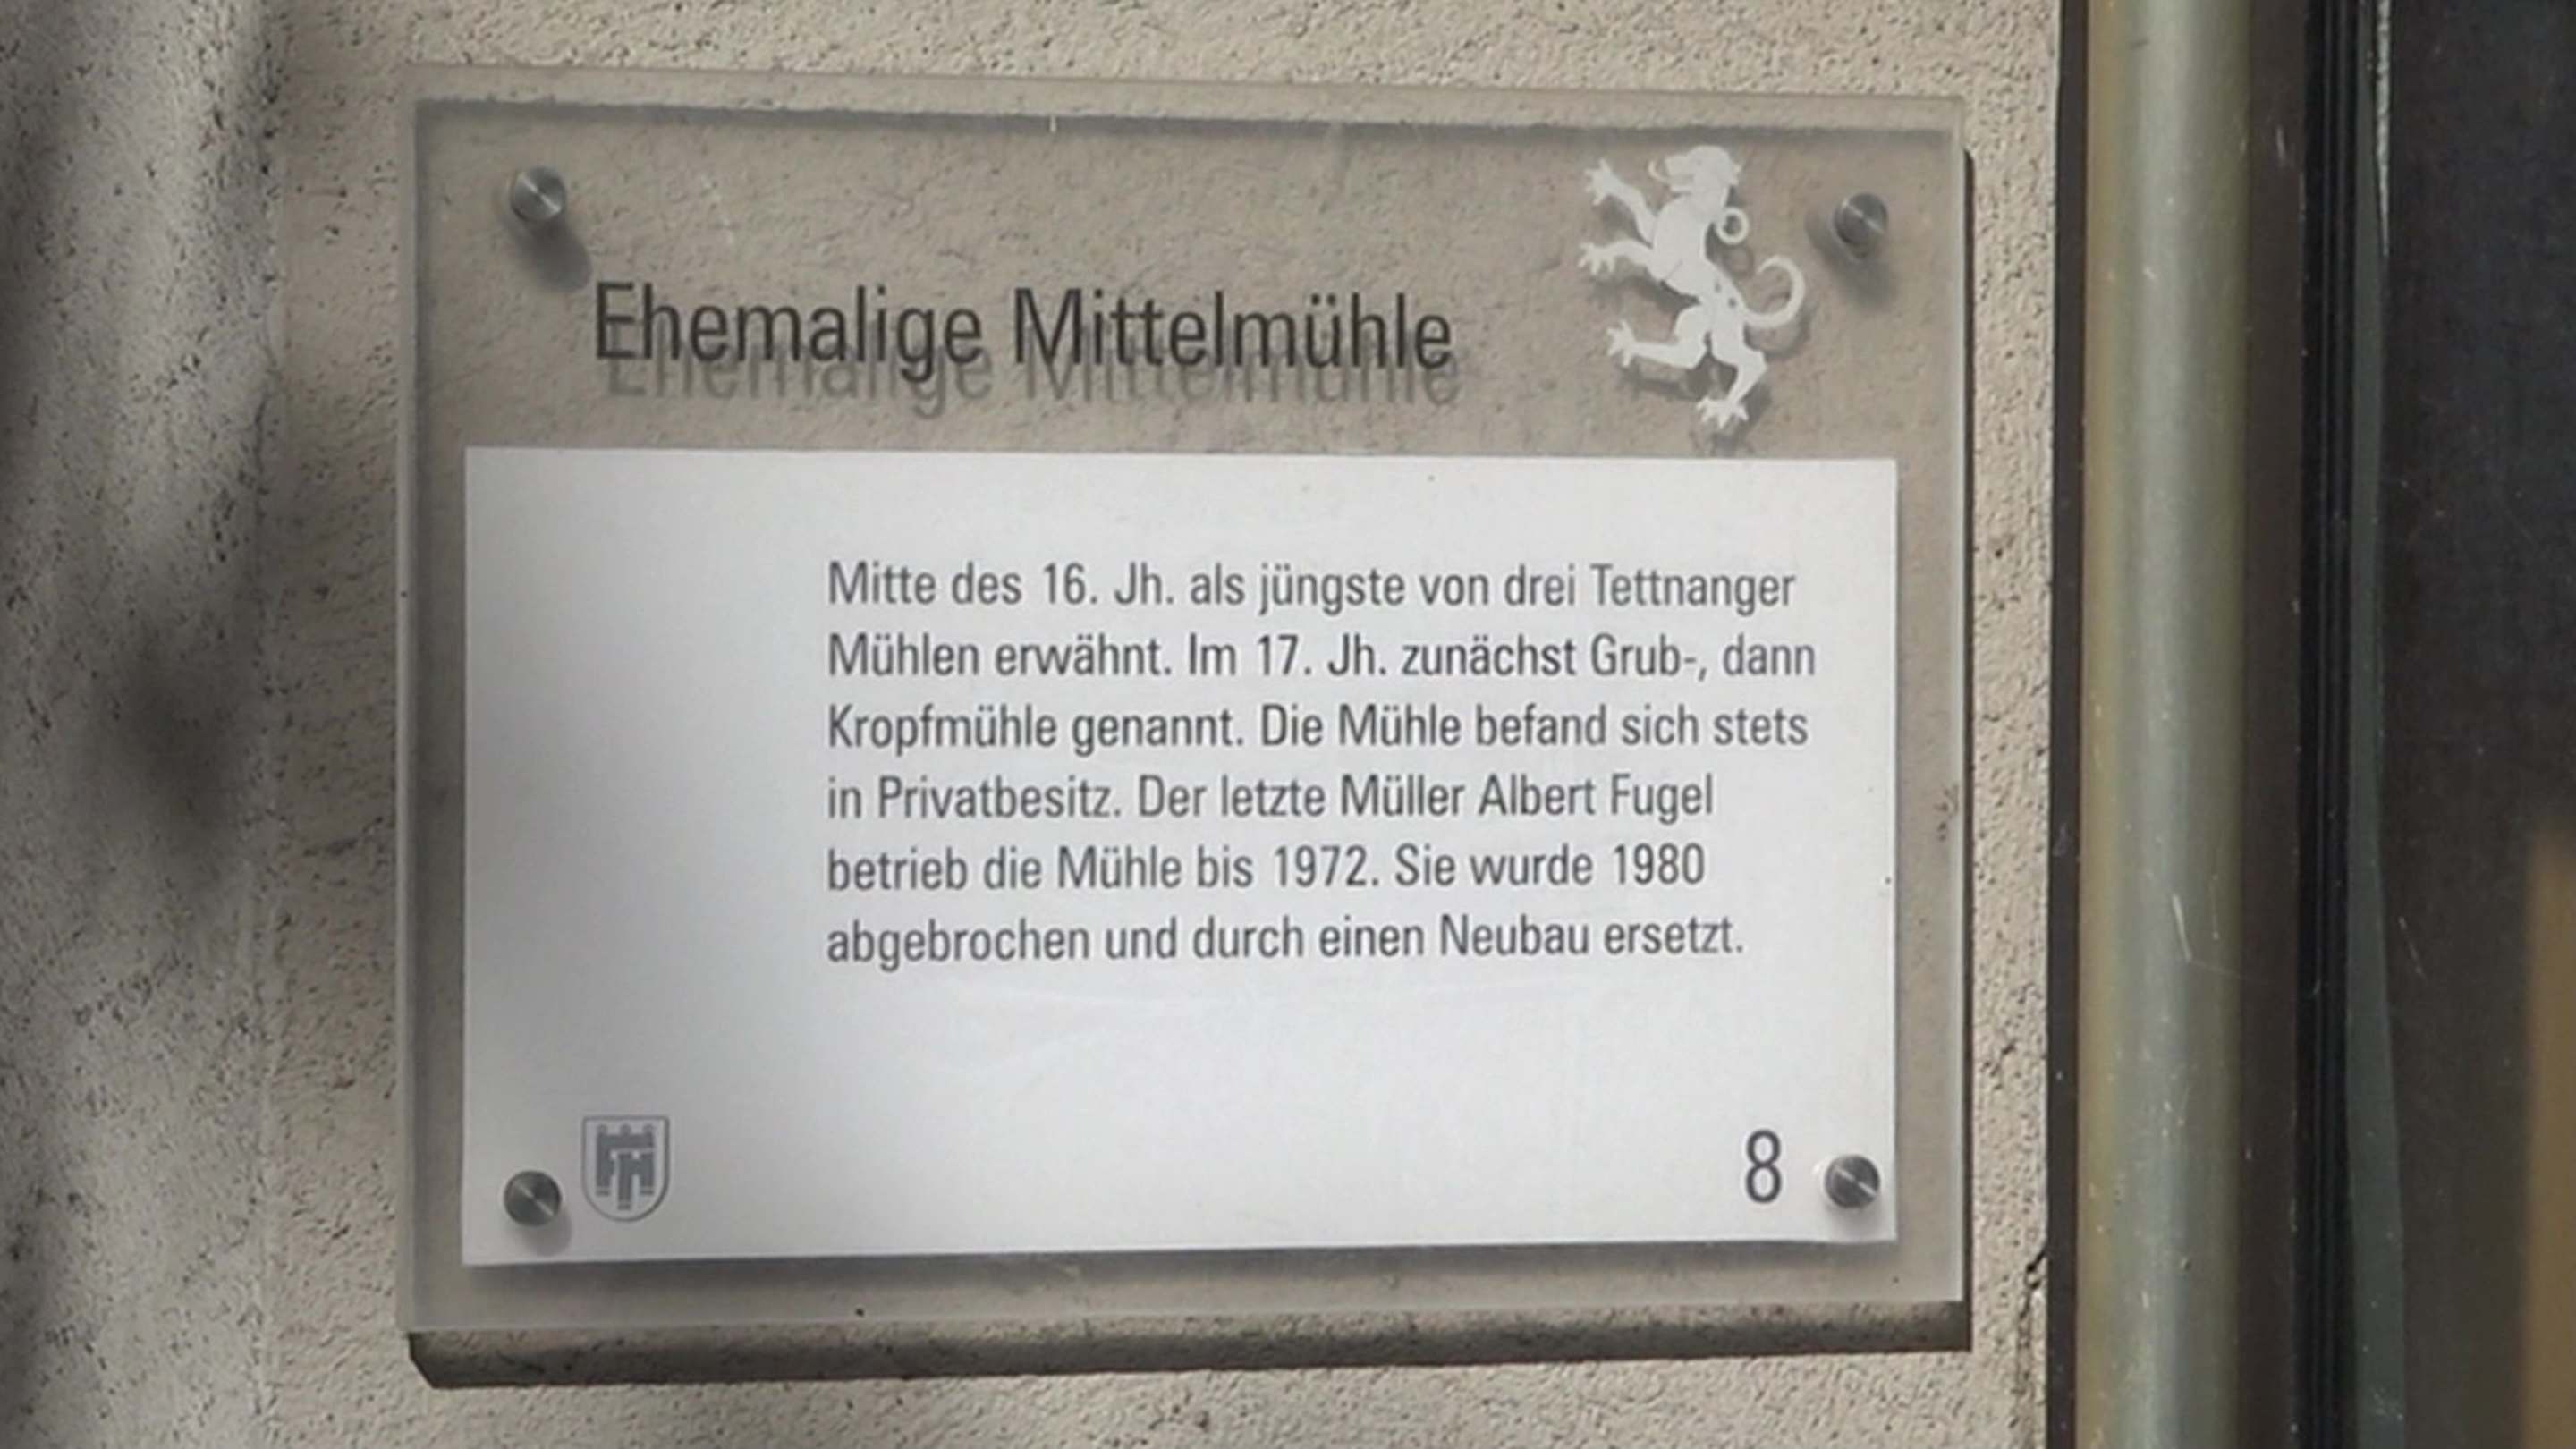 Ehemalige Mittelmühle
Mitte des 16. Jh. als jüngste von drei Tettnanger
Mühlen erwähnt. Im 17. Jh. zunächst Grub-, dann
Kropfmühle genannt. Die Mühle befand sich stets
in Privatbesitz. Der letzte Müller Albert Fugel
betrieb die Mühle bis 1972. Sie wurde 1980
abgebrochen und durch einen Neubau ersetzt.
8